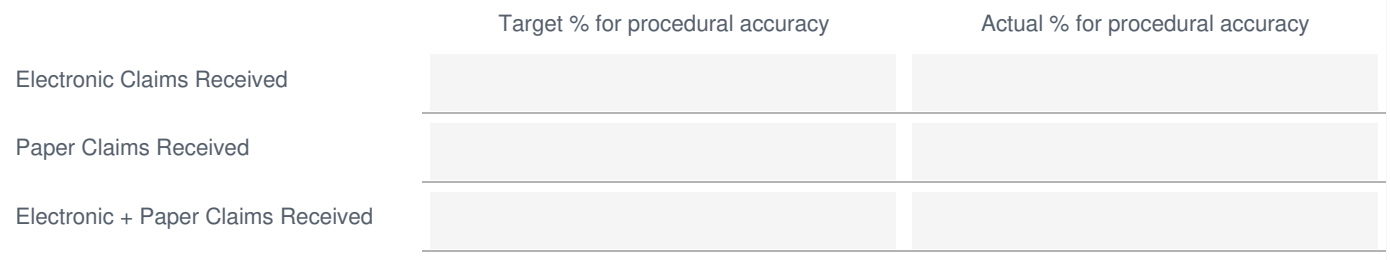 Target % for procedural accuracy Actual % for procedural accuracy
Electronic Claims Received
Paper Claims Received
Electronic + Paper Claims Received